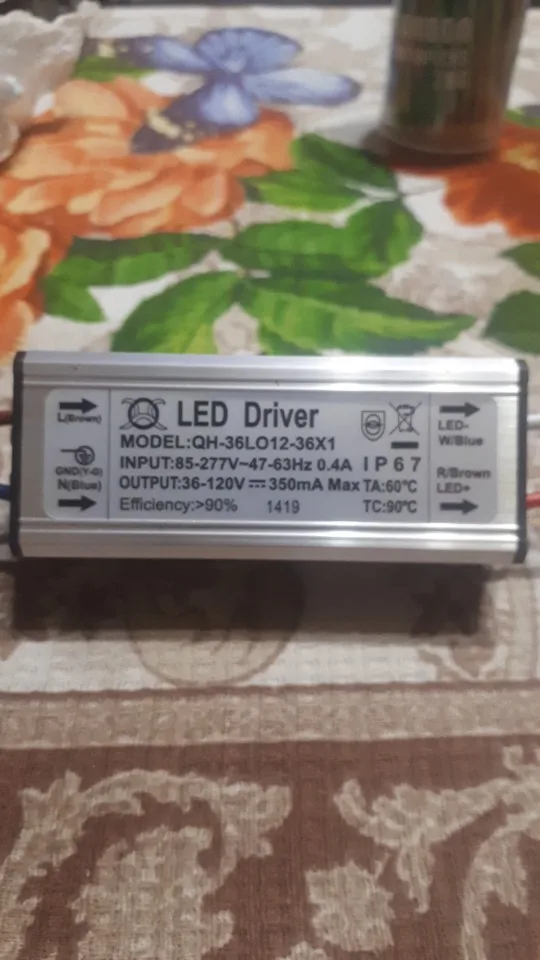 L(Brown)
GND(Y-G)
N(Blue)
LED Driver
MODEL:QH-36LO12-36X1
INPUT:85-277V~47-63Hz 0.4A IP67
OUTPUT:36-120V⎓350mA Max TA:60℃
Efficiency:>90% 1419 TC:90℃
LED-
W/Blue
R/Brown
LED+